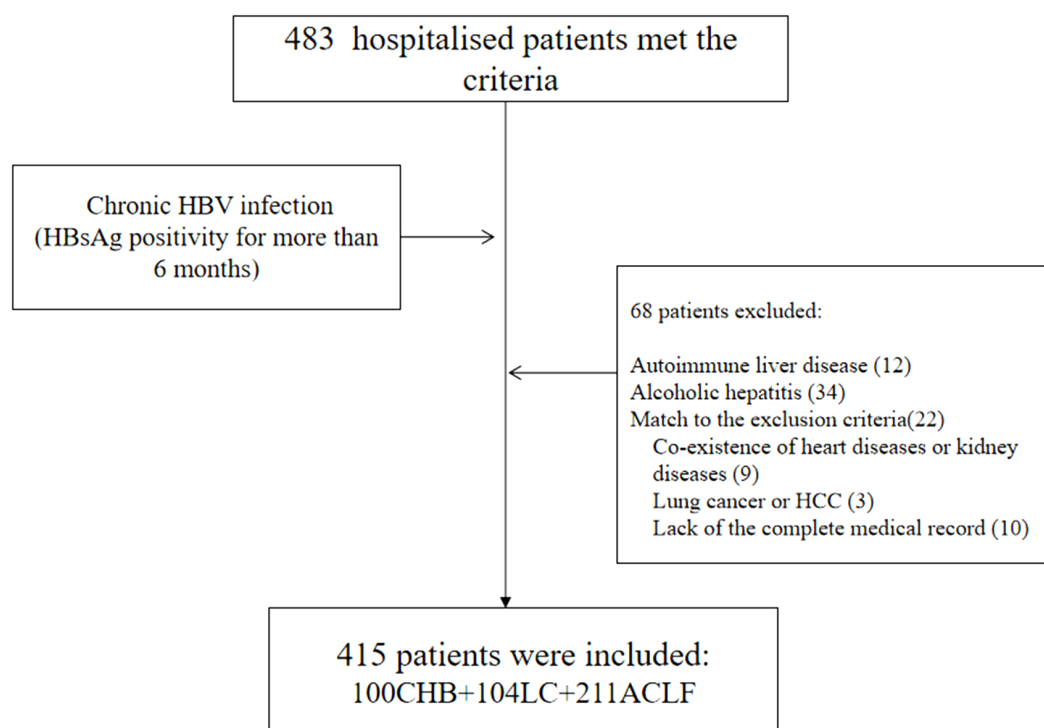 483 hospitalised patients met the
criteria
Chronic HBV infection
(HBsAg positivity for more than
6 months)
68 patients excluded:
Autoimmune liver disease (12)
Alcoholic hepatitis (34)
Match to the exclusion criteria(22)
Co-existence of heart diseases or kidney
diseases (9)
Lung cancer or HCC (3)
Lack of the complete medical record (10)
415 patients were included:
100CHB+104LC+211ACLF